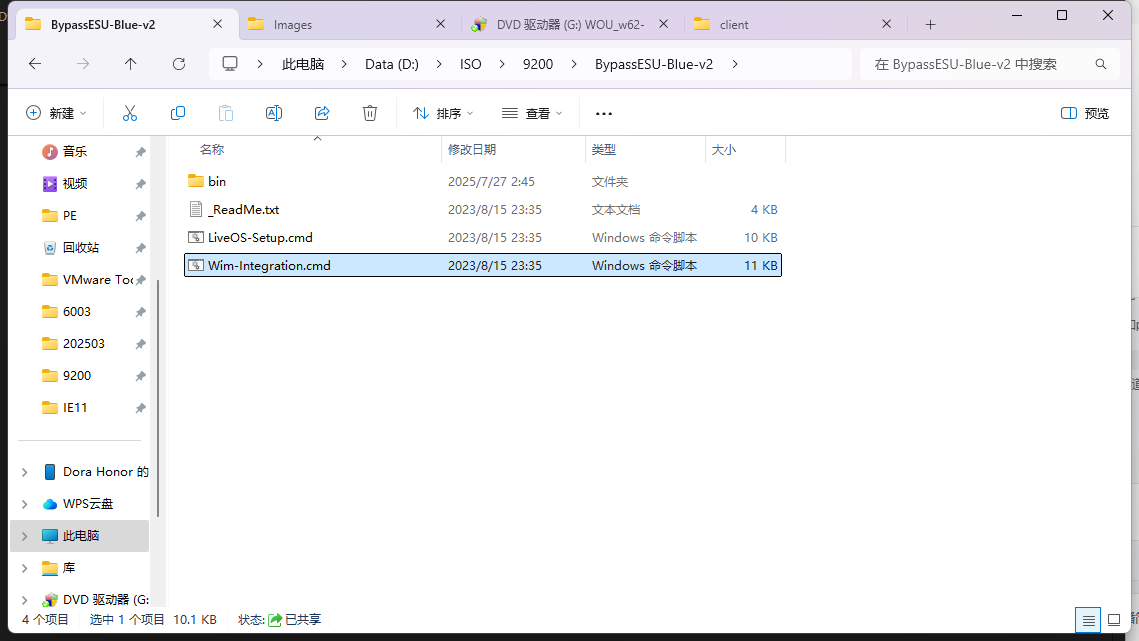 BypassESU-Blue-v2
Images
DVD 驱动器 (G:) WOU_w62-
client
此电脑 Data (D:) ISO 9200 BypassESU-Blue-v2
在 BypassESU-Blue-v2 中搜索
新建 排序 查看 预览
名称 修改日期 类型 大小
音乐
视频
PE
回收站
VMware Too
6003
202503
9200
IE11
Dora Honor 的
WPS云盘
此电脑
库
DVD 驱动器 (G:
bin 2025/7/27 2:45 文件夹
_ReadMe.txt 2023/8/15 23:35 文本文档 4 KB
LiveOS-Setup.cmd 2023/8/15 23:35 Windows 命令脚本 10 KB
Wim-Integration.cmd 2023/8/15 23:35 Windows 命令脚本 11 KB
4 个项目 选中 1 个项目 10.1 KB 状态: 已共享